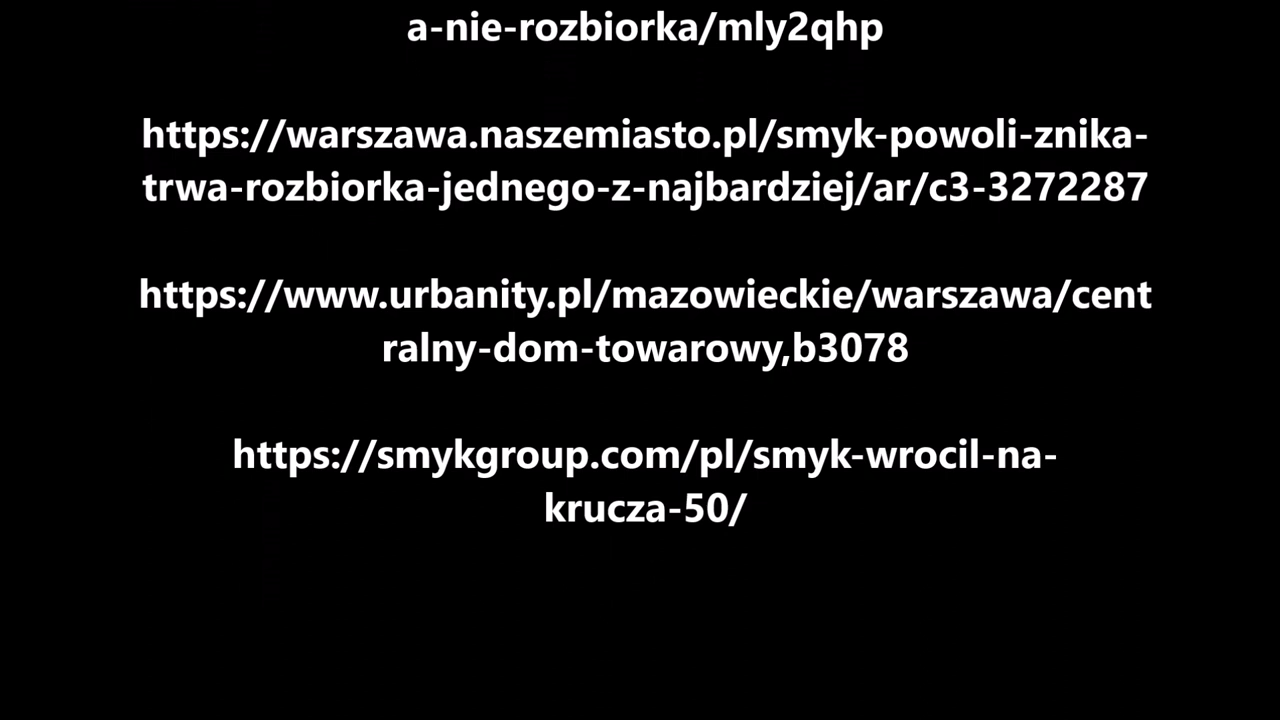 a-nie-rozbiorka/mly2qhp
https://warszawa.naszemiasto.pl/smyk-powoli-znika-
trwa-rozbiorka-jednego-z-najbardziej/ar/c3-3272287
https://www.urbanity.pl/mazowieckie/warszawa/cent
ralny-dom-towarowy,b3078
https://smykgroup.com/pl/smyk-wrocil-na-
krucza-50/